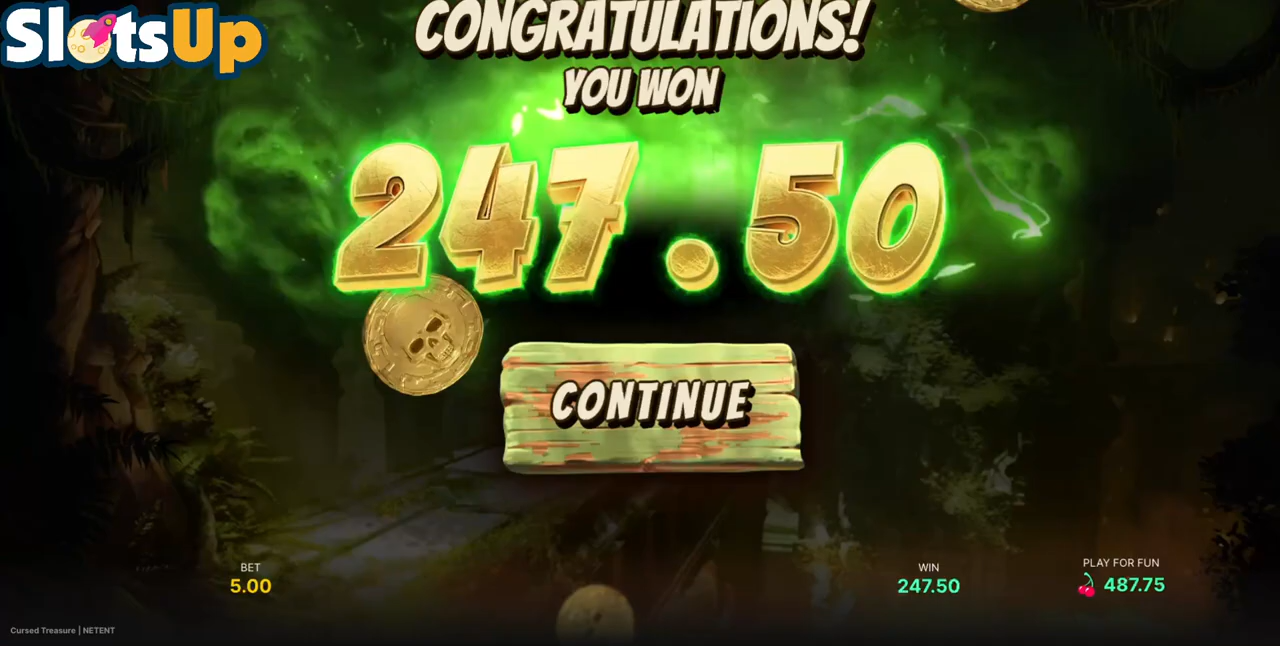 SlotsUp
CONGRATULATIONS!
YOU WON
247.50
CONTINUE
BET
5.00
WIN
247.50
PLAY FOR FUN
487.75
Cursed Treasure | NETENT